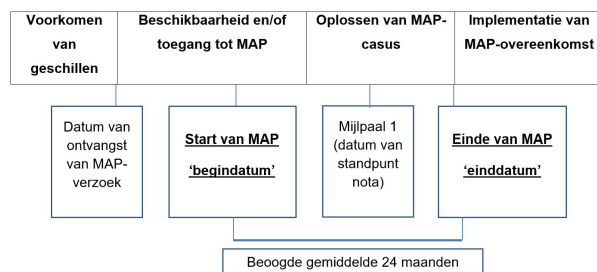 Voorkomen
van
geschillen
Beschikbaarheid en/of
toegang tot MAP
Oplossen van MAP-
casus
Implementatie van
MAP-overeenkomst
Datum van
ontvangst
van MAP-
verzoek
Start van MAP
‘begindatum’
Mijlpaal 1
(datum van
standpunt
nota)
Einde van MAP
‘einddatum’
Beoogde gemiddelde 24 maanden